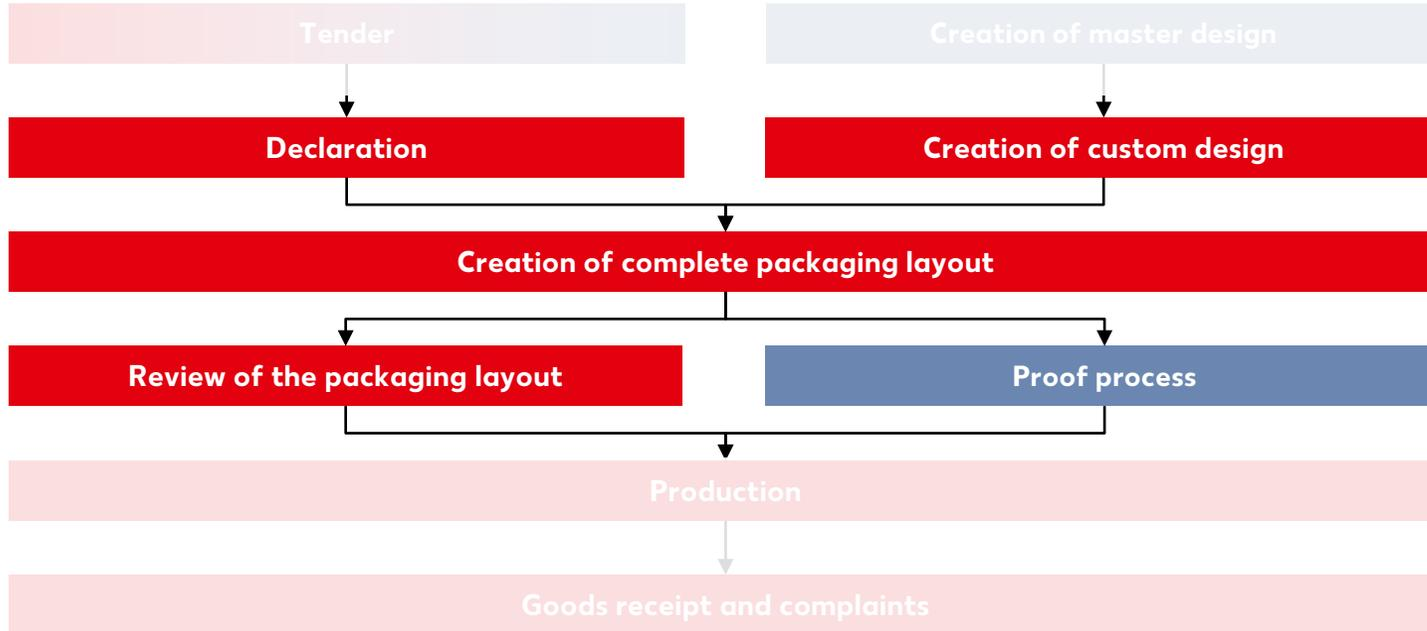 Tender
Creation of master design
Declaration
Creation of custom design
Creation of complete packaging layout
Review of the packaging layout
Proof process
Production
Goods receipt and complaints